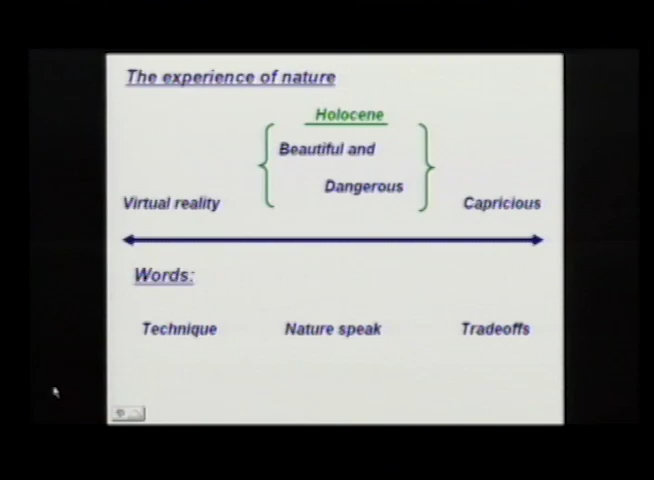 The experience of nature
Holocene
Beautiful and
Dangerous
Virtual reality
Capricious
Words:
Technique
Nature speak
Tradeoffs